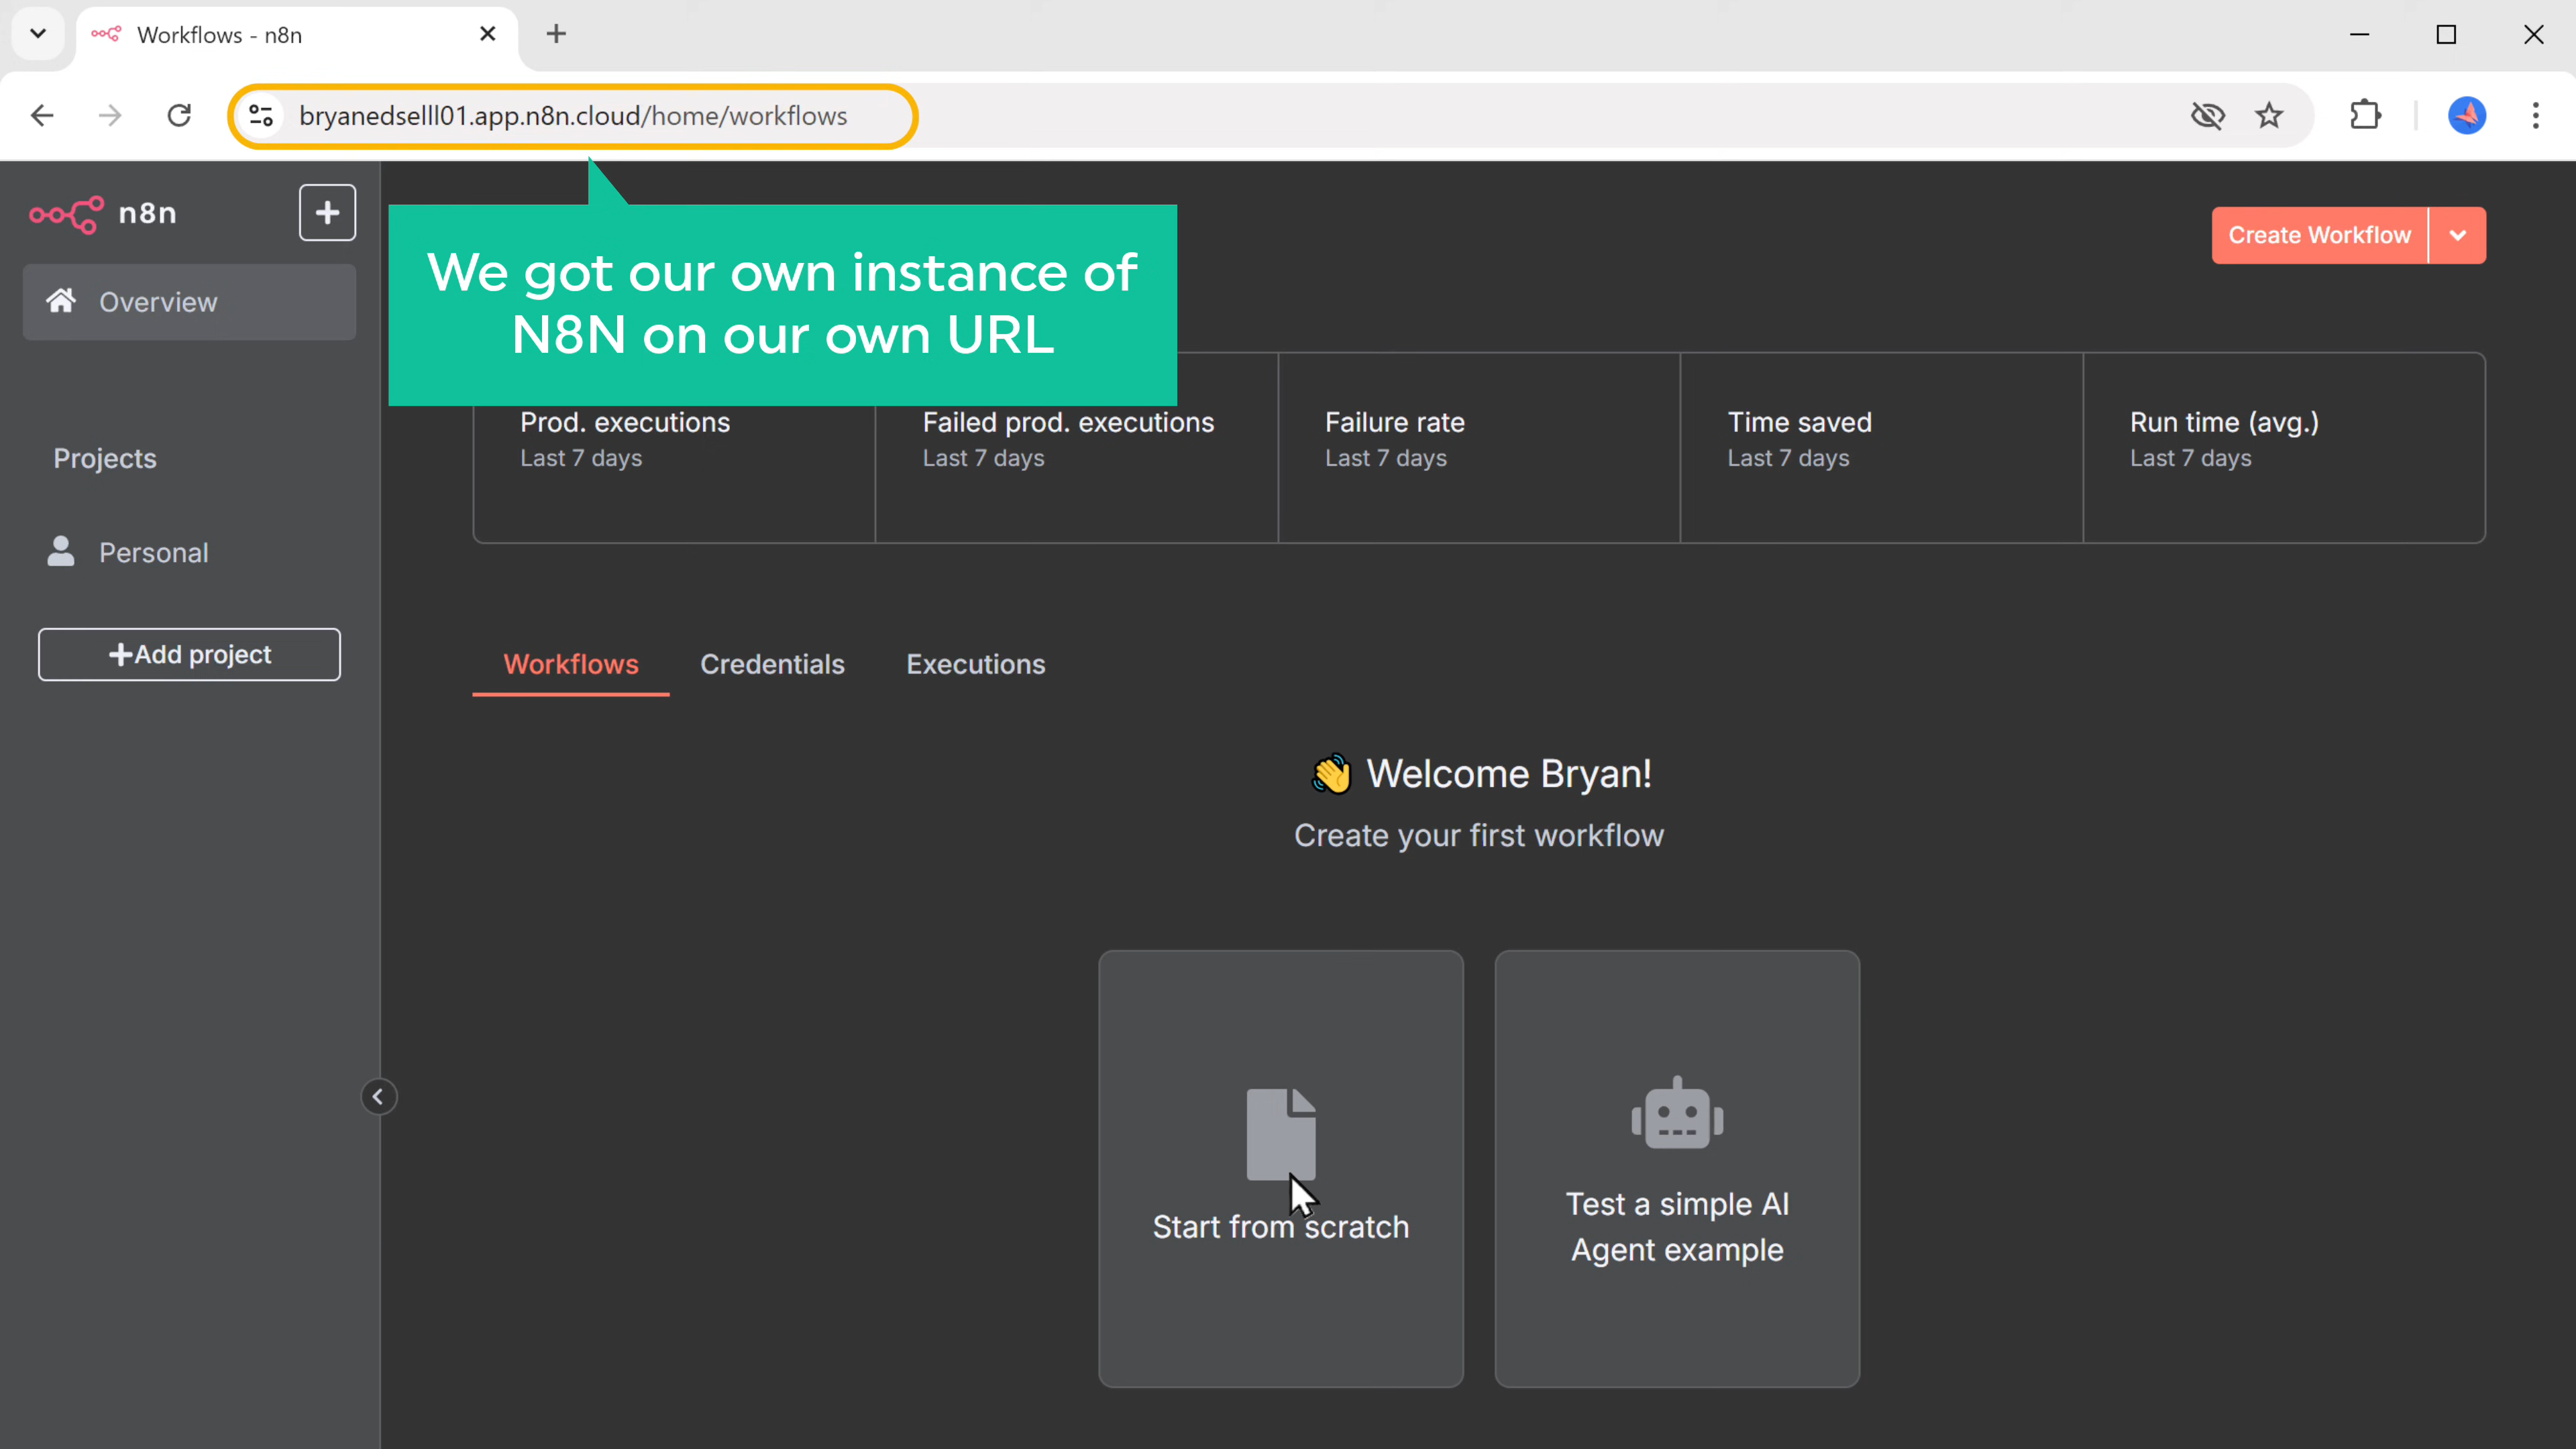 Workflows - n8n
bryanedselll01.app.n8n.cloud/home/workflows
n8n
Overview
Projects
Personal
Add project
We got our own instance of
N8N on our own URL
Create Workflow
Prod. executions
Last 7 days
Failed prod. executions
Last 7 days
Failure rate
Last 7 days
Time saved
Last 7 days
Run time (avg.)
Last 7 days
Workflows
Credentials
Executions
👋 Welcome Bryan!
Create your first workflow
Start from scratch
Test a simple AI
Agent example